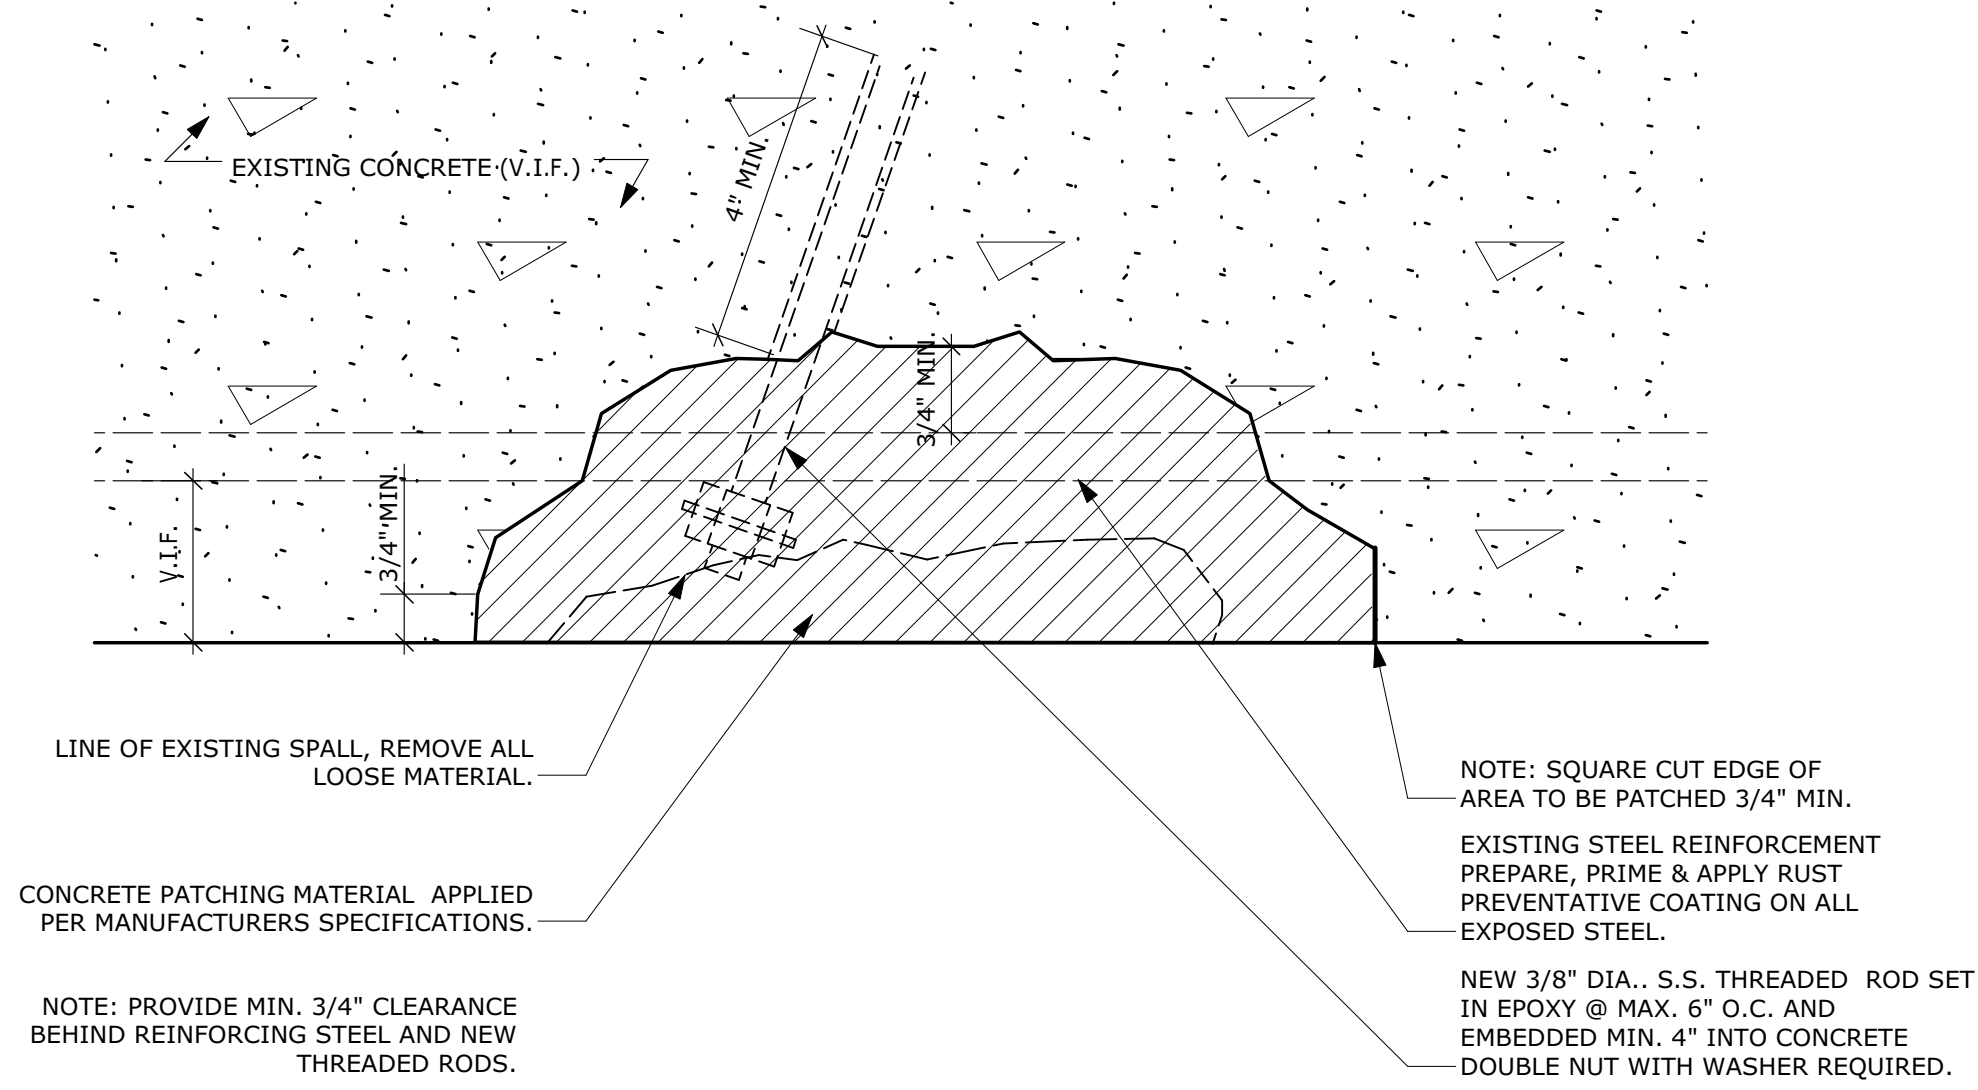 EXISTING CONCRETE (V.I.F.)
4" MIN.
3/4" MIN.
3/4" MIN.
V.I.F.
LINE OF EXISTING SPALL, REMOVE ALL
LOOSE MATERIAL.
CONCRETE PATCHING MATERIAL APPLIED
PER MANUFACTURERS SPECIFICATIONS.
NOTE: PROVIDE MIN. 3/4" CLEARANCE
BEHIND REINFORCING STEEL AND NEW
THREADED RODS.
NOTE: SQUARE CUT EDGE OF
AREA TO BE PATCHED 3/4" MIN.
EXISTING STEEL REINFORCEMENT
PREPARE, PRIME & APPLY RUST
PREVENTATIVE COATING ON ALL
EXPOSED STEEL.
NEW 3/8" DIA.. S.S. THREADED ROD SET
IN EPOXY @ MAX. 6" O.C. AND
EMBEDDED MIN. 4" INTO CONCRETE
DOUBLE NUT WITH WASHER REQUIRED.